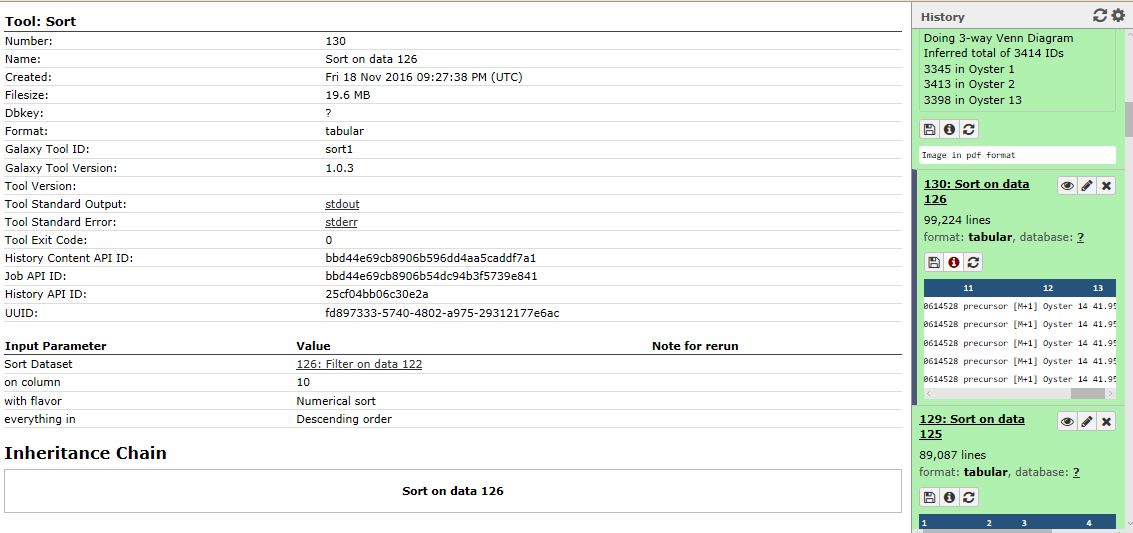 Tool: Sort
Number: 130
Name: Sort on data 126
Created: Fri 18 Nov 2016 09:27:38 PM (UTC)
Filesize: 19.6 MB
Dbkey: ?
Format: tabular
Galaxy Tool ID: sort1
Galaxy Tool Version: 1.0.3
Tool Version:
Tool Standard Output: stdout
Tool Standard Error: stderr
Tool Exit Code: 0
History Content API ID: bbd44e69cb8906b596dd4aa5caddf7a1
Job API ID: bbd44e69cb8906b54dc94b3f5739e841
History API ID: 25cf04bb06c30e2a
UUID: fd897333-5740-4802-a975-29312177e6ac
Input Parameter Value Note for rerun
Sort Dataset 126: Filter on data 122
on column 10
with flavor Numerical sort
everything in Descending order
Inheritance Chain
Sort on data 126
History
Doing 3-way Venn Diagram
Inferred total of 3414 IDs
3345 in Oyster 1
3413 in Oyster 2
3398 in Oyster 13
Image in pdf format
130: Sort on data
126
99,224 lines
format: tabular, database: ?
11 12 13
0614528 precursor [M+1] Oyster 14 41.95
0614528 precursor [M+1] Oyster 14 41.95
0614528 precursor [M+1] Oyster 14 41.95
0614528 precursor [M+1] Oyster 14 41.95
0614528 precursor [M+1] Oyster 14 41.95
129: Sort on data
125
89,087 lines
format: tabular, database: ?
1 2 3 4